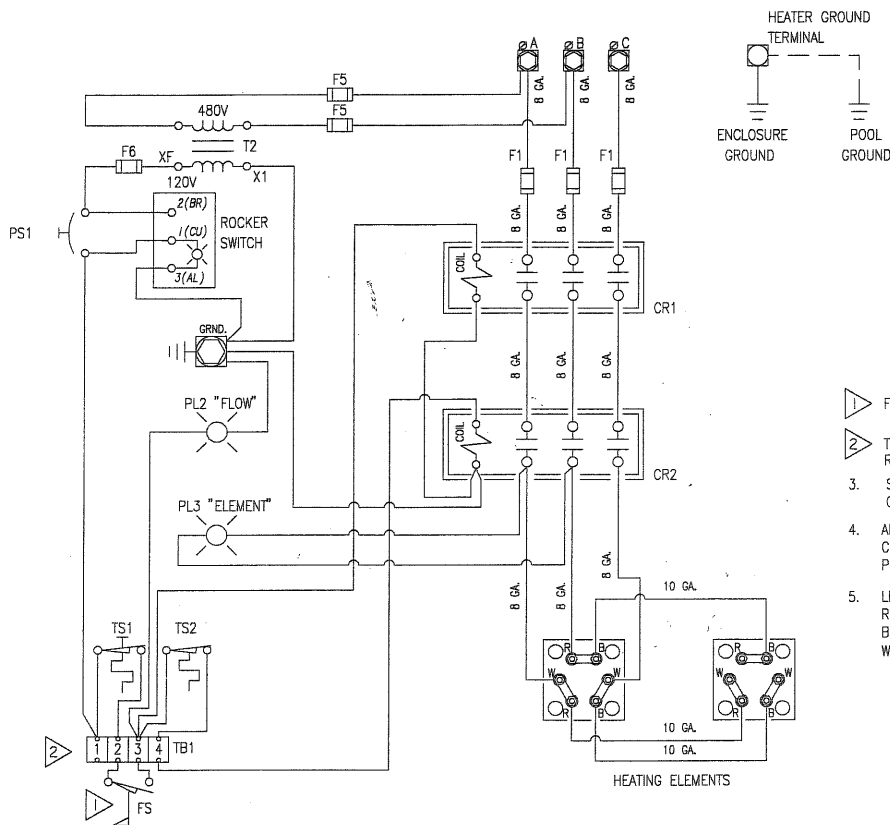 HEATER GROUND
TERMINAL
ENCLOSURE
GROUND
POOL
GROUND
ØA
ØB
ØC
8 GA.
8 GA.
8 GA.
F5
480V
F5
T2
F6
XF
X1
120V
F1
F1
F1
PS1
2(BR)
1(CU)
3(AL)
ROCKER
SWITCH
8 GA.
8 GA.
8 GA.
COIL
CR1
GRND.
8 GA.
8 GA.
8 GA.
PL2 "FLOW"
COIL
CR2
PL3 "ELEMENT"
8 GA.
8 GA.
8 GA.
10 GA.
TS1
TS2
R
B
W
W
R
B
R
B
W
W
R
B
10 GA.
10 GA.
HEATING ELEMENTS
2
1
2
3
4
TB1
1
FS
1 F
2 T
R
3. S
4.
P
5.
R
B
W